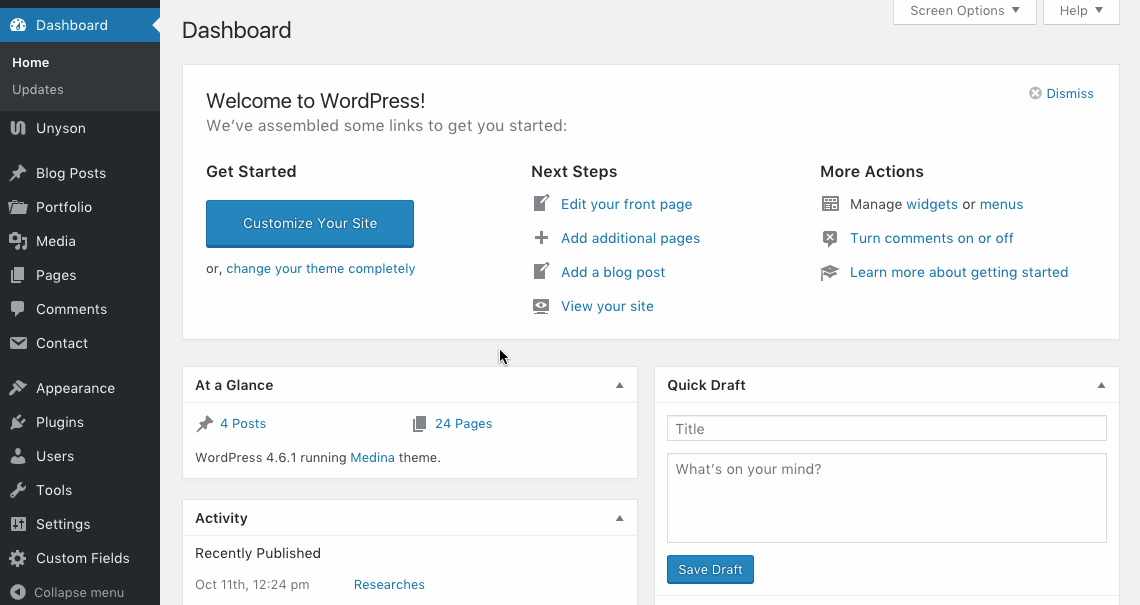 Dashboard
Home
Updates
Unyson
Blog Posts
Portfolio
Media
Pages
Comments
Contact
Appearance
Plugins
Users
Tools
Settings
Custom Fields
Collapse menu
Screen Options
Help
Dashboard
Welcome to WordPress!
We’ve assembled some links to get you started:
Dismiss
Get Started
Customize Your Site
or, change your theme completely
Next Steps
Edit your front page
Add additional pages
Add a blog post
View your site
More Actions
Manage widgets or menus
Turn comments on or off
Learn more about getting started
At a Glance
4 Posts
24 Pages
WordPress 4.6.1 running Medina theme.
Activity
Recently Published
Oct 11th, 12:24 pm Researches
Quick Draft
Title
What’s on your mind?
Save Draft